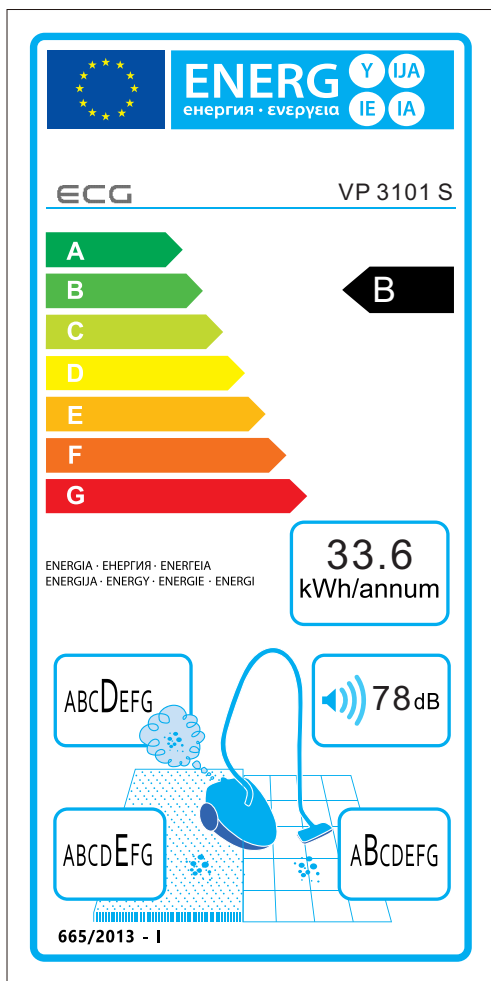 ENERG Y IJA
енергия · ενεργεια IE IA
ECG VP 3101 S
A
B B
C
D
E
F
G
ENERGIA · ЕНЕРГИЯ · ΕΝΕΡΓΕΙΑ
ENERGIJA · ENERGY · ENERGIE · ENERGI
33.6
kWh/annum
ABCDEFG
78dB
ABCDEFG
ABCDEFG
665/2013 - I